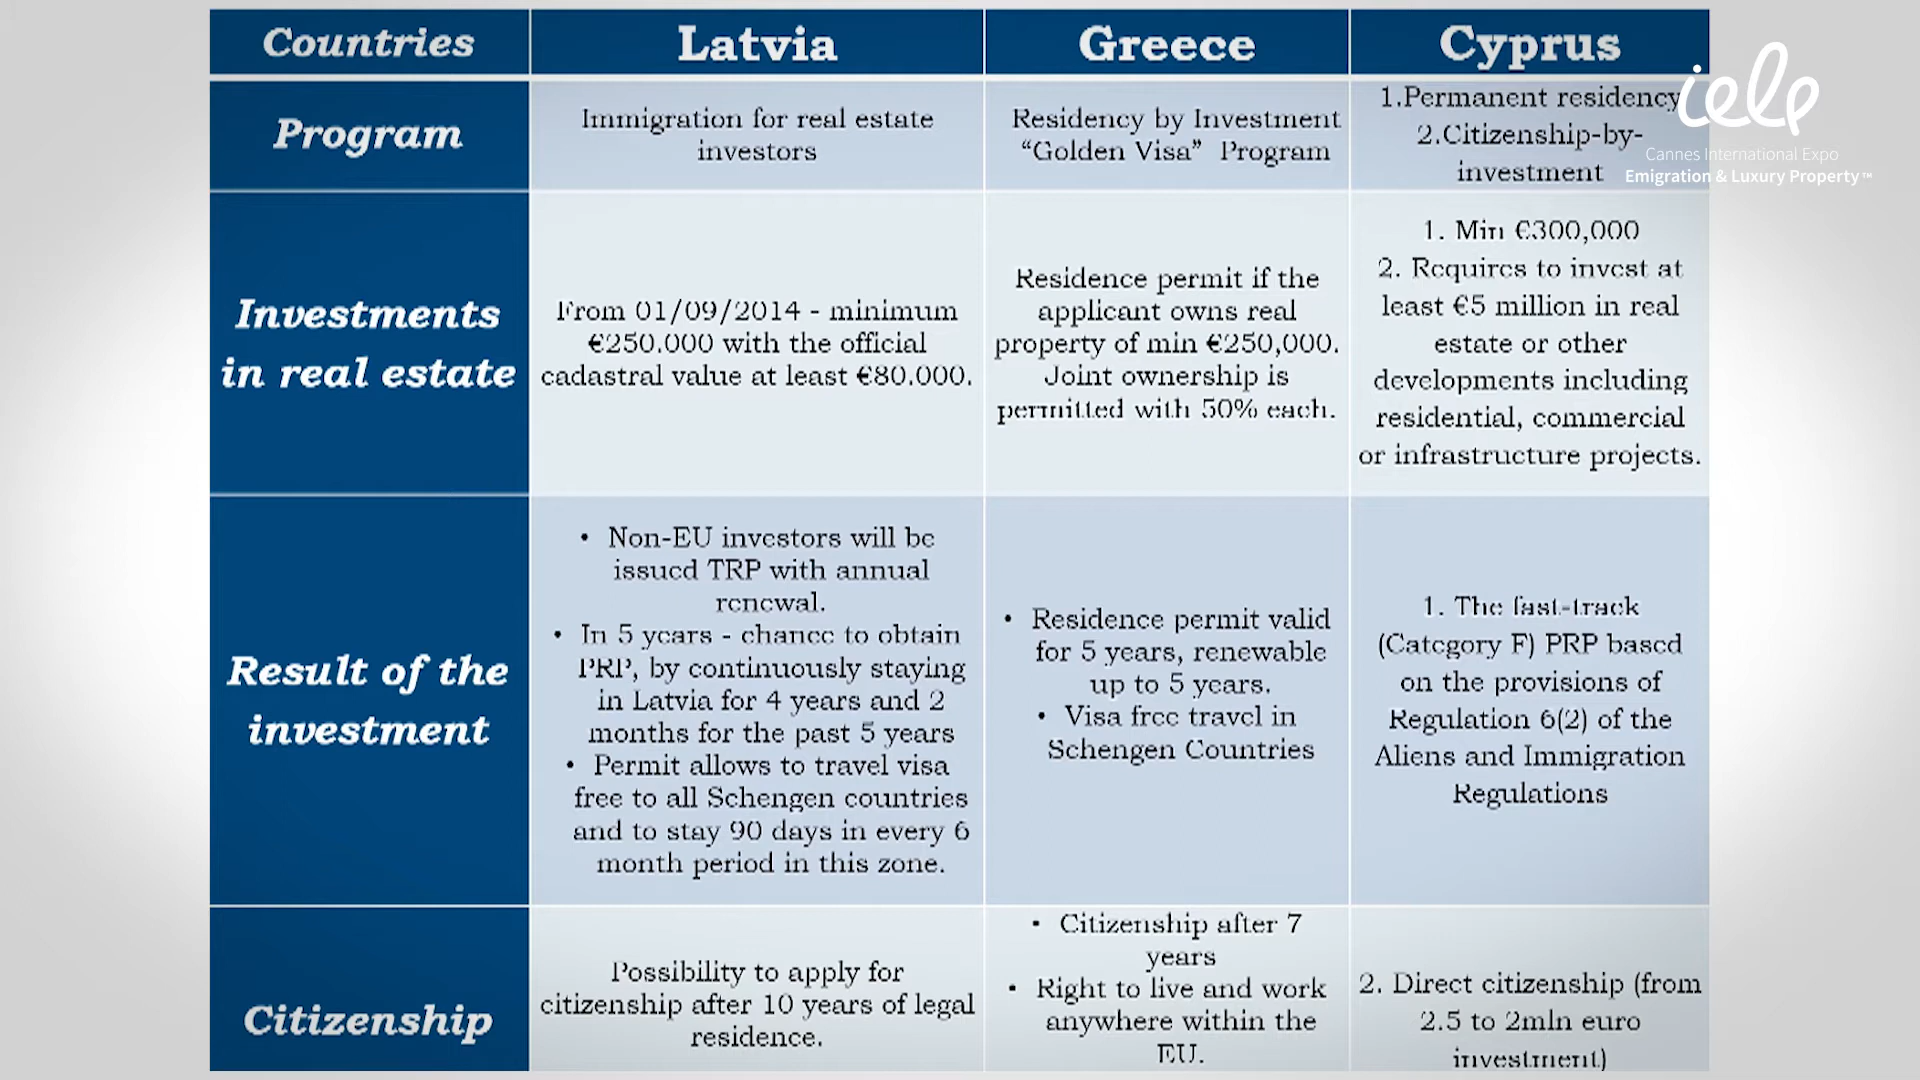 Countries
Latvia
Greece
Cyprus
Program
Immigration for real estate
investors
Residency by Investment
“Golden Visa” Program
1.Permanent residency
2.Citizenship-by-
investment
ielp
Cannes International Expo
Emigration & Luxury Property™
Investments
in real estate
From 01/09/2014 - minimum
€250.000 with the official
cadastral value at least €80.000.
Residence permit if the
applicant owns real
property of min €250,000.
Joint ownership is
permitted with 50% each.
1. Min €300,000
2. Requires to invest at
least €5 million in real
estate or other
developments including
residential, commercial
or infrastructure projects.
Result of the
investment
• Non-EU investors will be
issued TRP with annual
renewal.
• In 5 years - chance to obtain
PRP, by continuously staying
in Latvia for 4 years and 2
months for the past 5 years
• Permit allows to travel visa
free to all Schengen countries
and to stay 90 days in every 6
month period in this zone.
• Residence permit valid
for 5 years, renewable
up to 5 years.
• Visa free travel in
Schengen Countries
1. The fast-track
(Category F) PRP based
on the provisions of
Regulation 6(2) of the
Aliens and Immigration
Regulations
Citizenship
Possibility to apply for
citizenship after 10 years of legal
residence.
• Citizenship after 7
years
• Right to live and work
anywhere within the
EU.
2. Direct citizenship (from
2.5 to 2mln euro
investment)